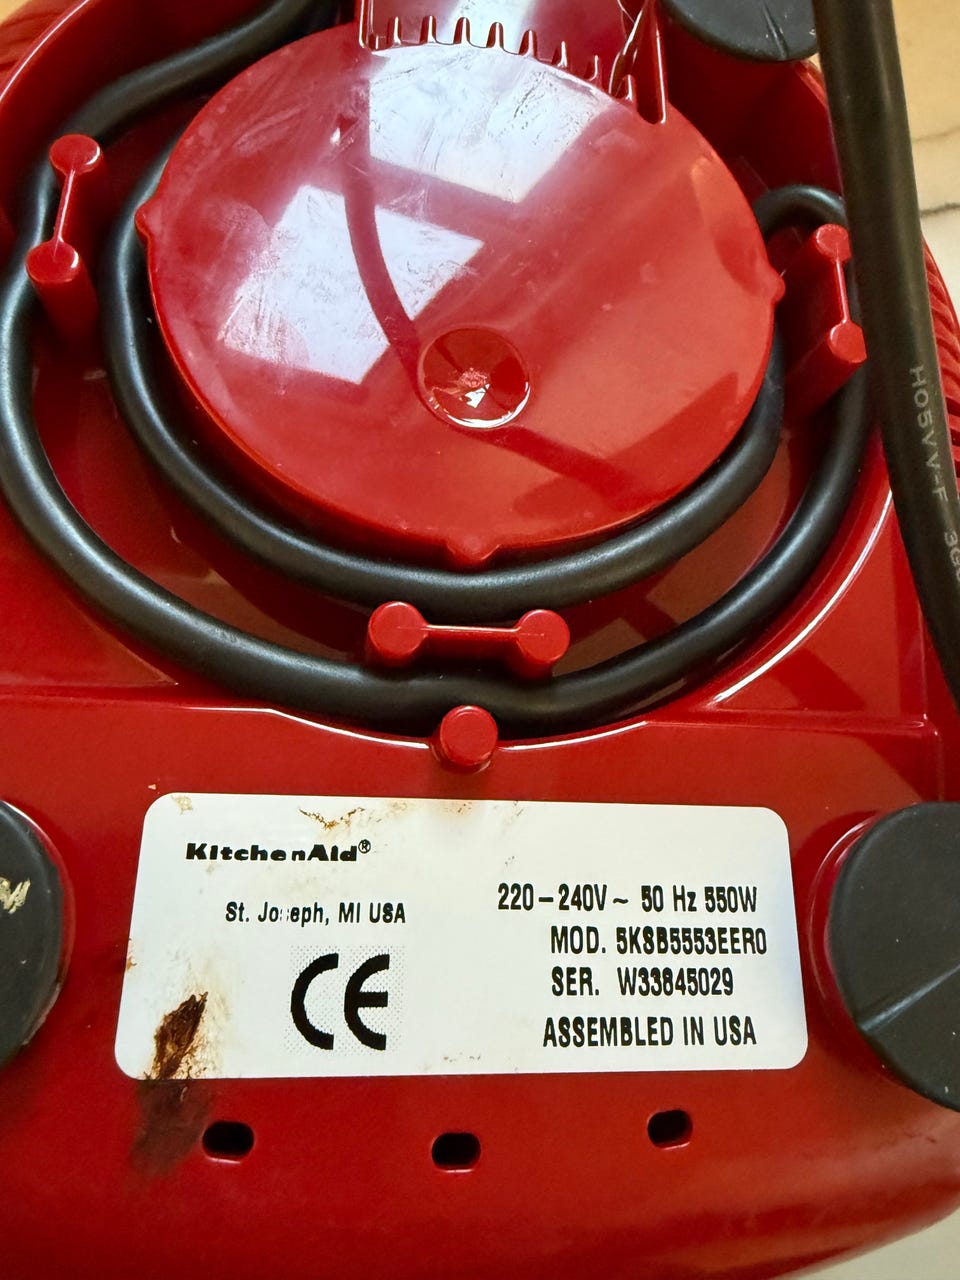 H05VV-F 3G
KitchenAid®
St. Joseph, MI USA
CE
220-240V~ 50 Hz 550W
MOD. 5KSB5553EER0
SER. W33845029
ASSEMBLED IN USA